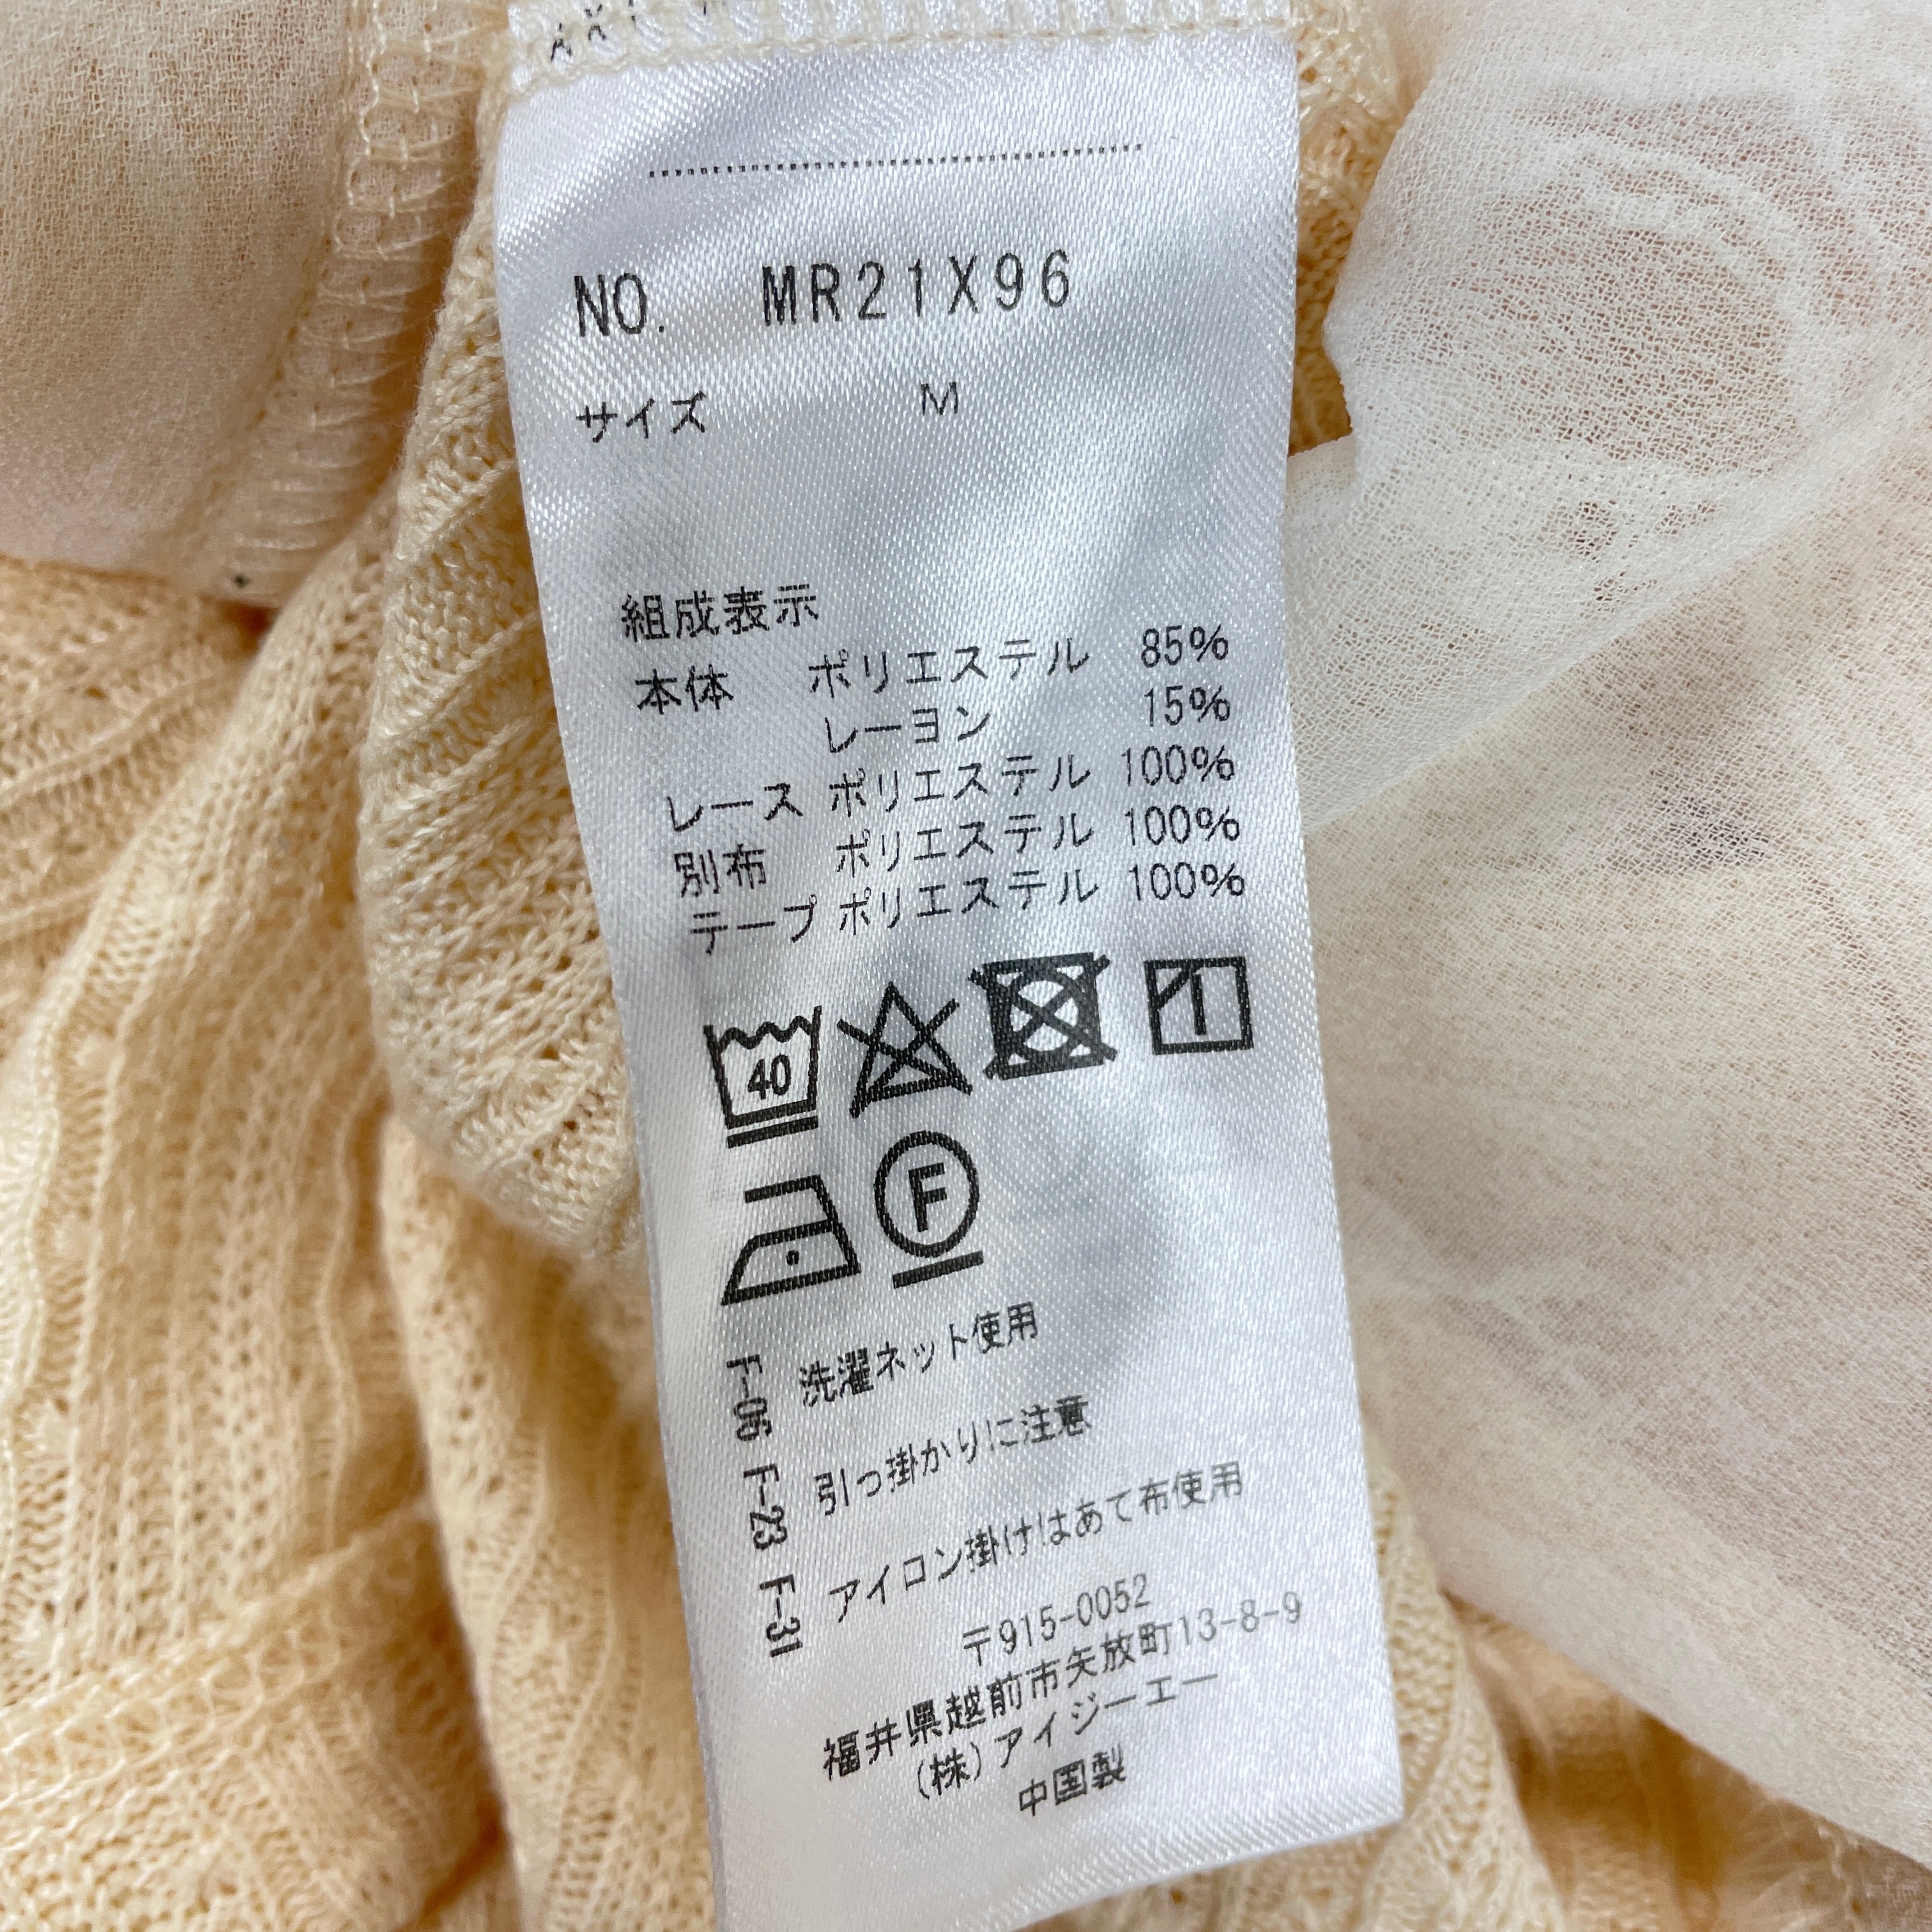 NO. MR21X96
サイズ M
組成表示
本体 ポリエステル 85%
レーヨン 15%
レース ポリエステル 100%
別布 ポリエステル 100%
テープ ポリエステル 100%
40
1
F
F-06 洗濯ネット使用
F-23 引っ掛かりに注意
F-31 アイロン掛けはあて布使用
〒915-0052
福井県越前市矢放町13-8-9
(株)アイジーエー
中国製